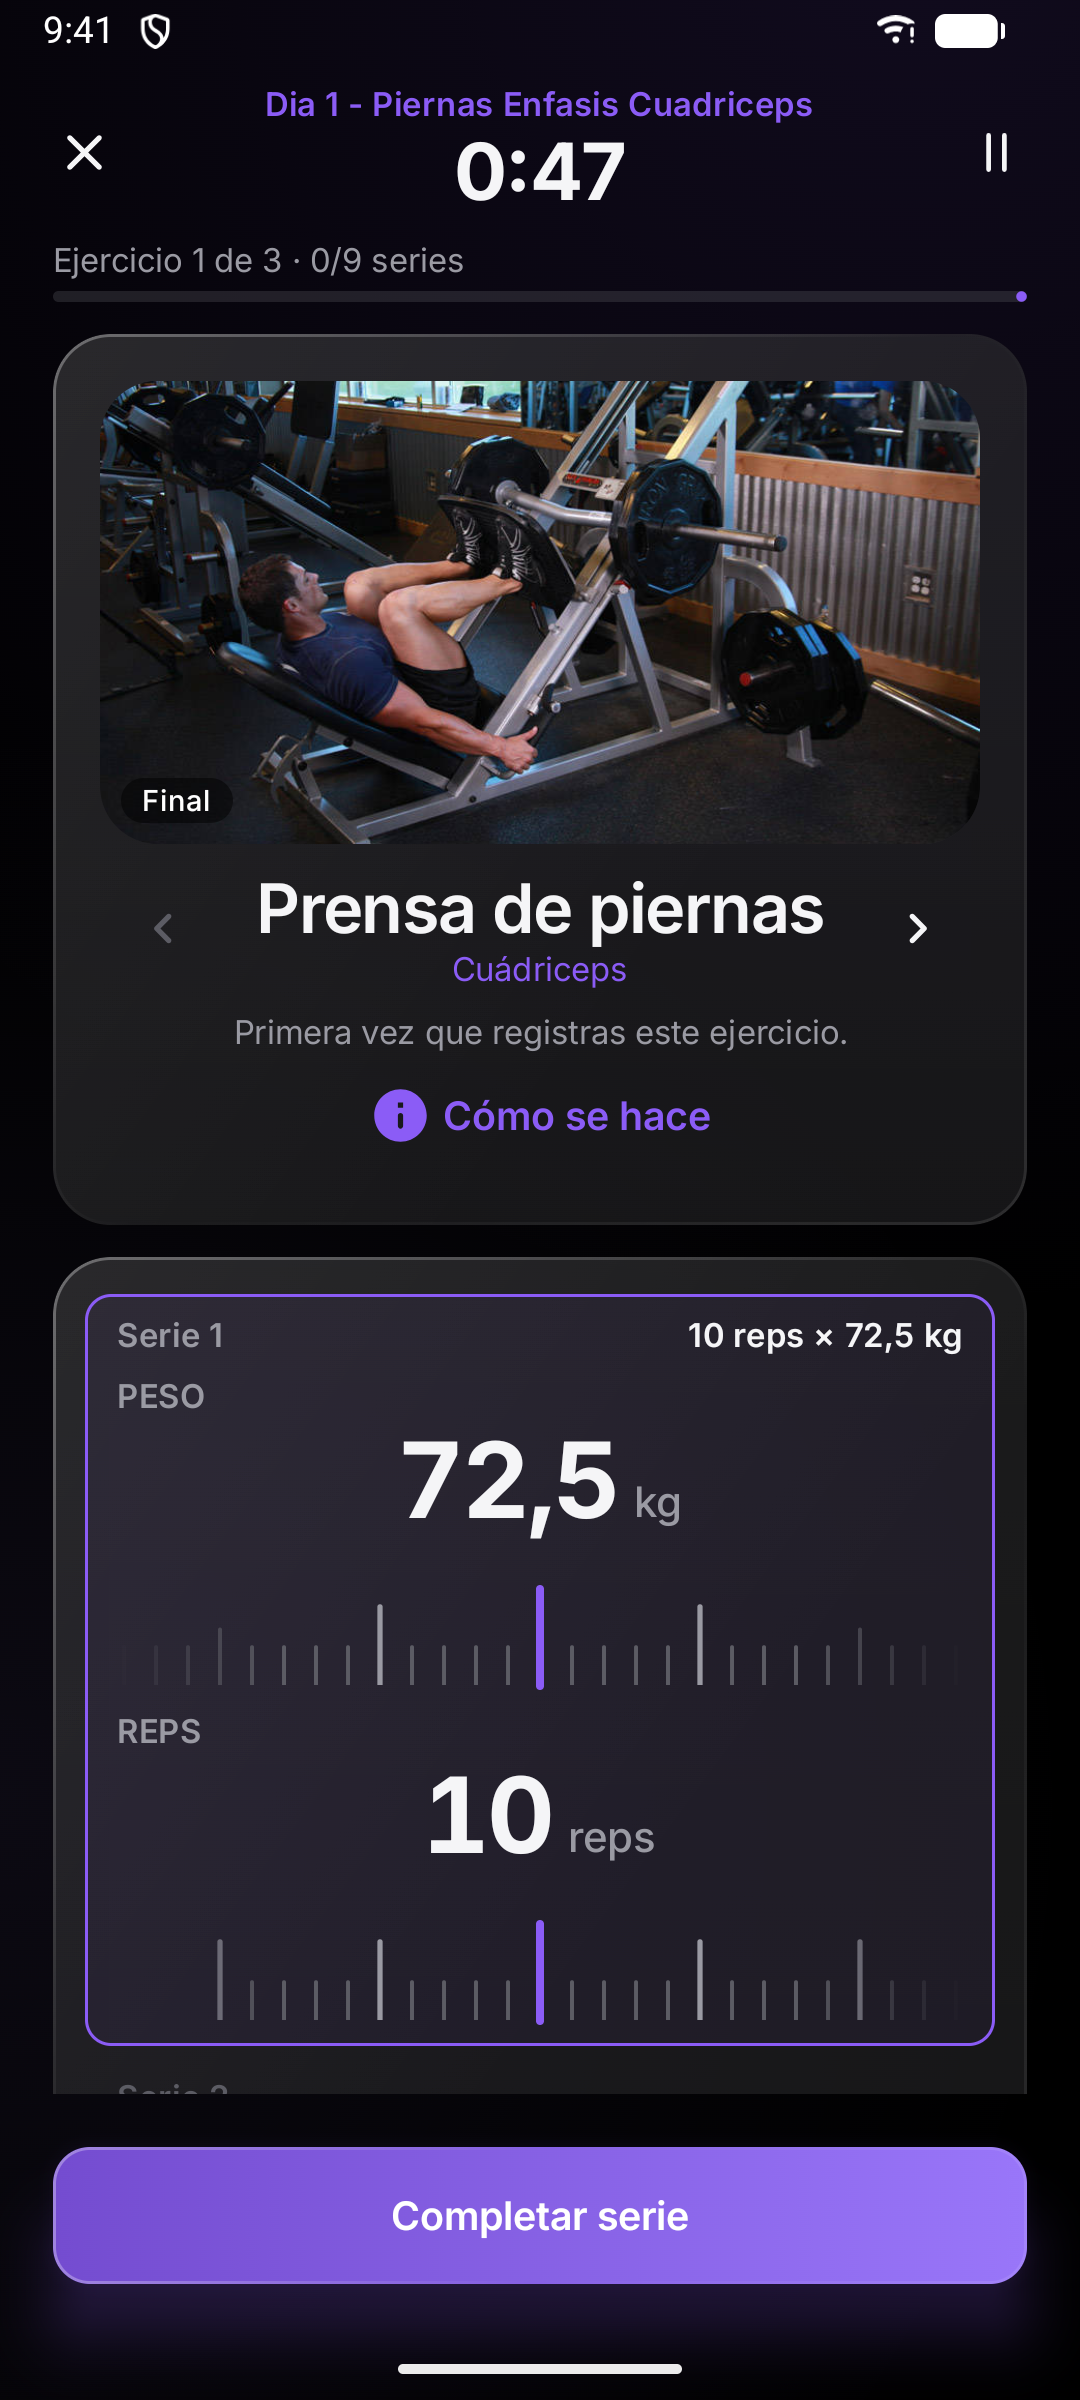 9:41
Dia 1 - Piernas Enfasis Cuadriceps
0:47
Ejercicio 1 de 3 · 0/9 series
Final
Prensa de piernas
Cuádriceps
Primera vez que registras este ejercicio.
Cómo se hace
Serie 1
10 reps × 72,5 kg
PESO
72,5 kg
REPS
10 reps
Completar serie